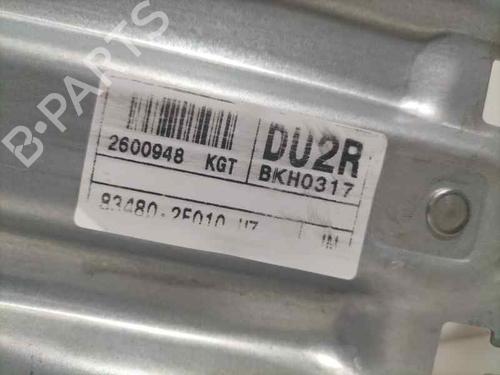 B-PARTS
DU2R
2600948 KGT
BKH0317
83480-2F010